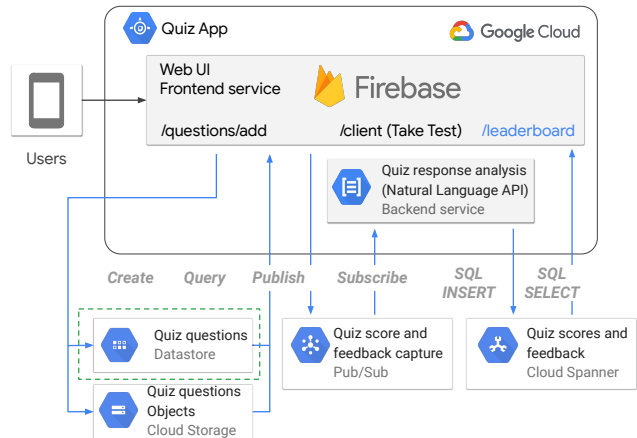 Quiz App
Google Cloud
Web UI
Frontend service
Firebase
/questions/add
/client (Take Test)
/leaderboard
Users
Quiz response analysis
(Natural Language API)
Backend service
Create
Query
Publish
Subscribe
SQL
INSERT
SQL
SELECT
Quiz questions
Datastore
Quiz score and
feedback capture
Pub/Sub
Quiz scores and
feedback
Cloud Spanner
Quiz questions
Objects
Cloud Storage